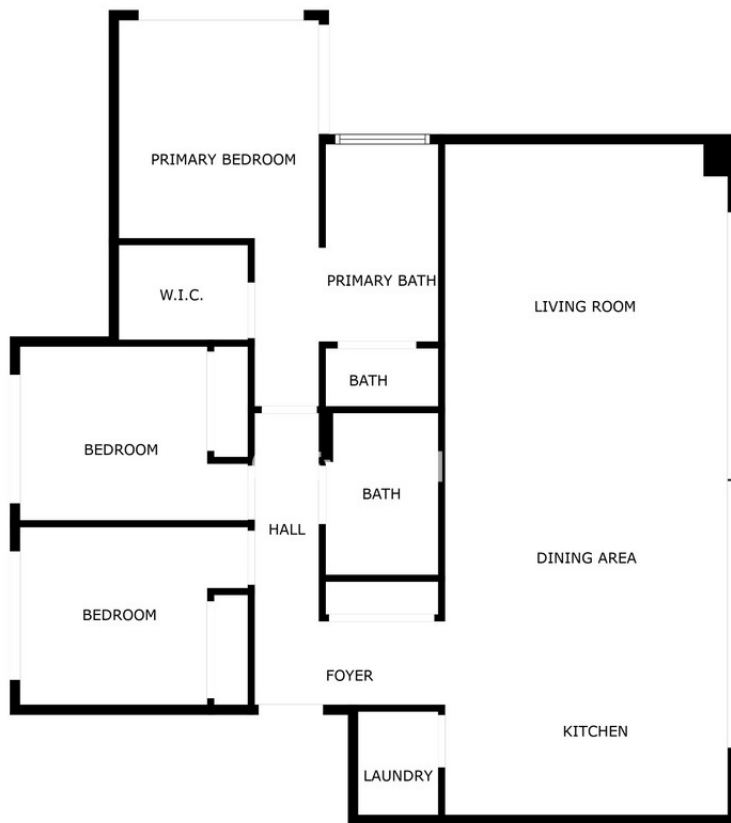 PRIMARY BEDROOM
PRIMARY BATH
W.I.C.
LIVING ROOM
BATH
BEDROOM
BATH
HALL
DINING AREA
BEDROOM
FOYER
KITCHEN
LAUNDRY